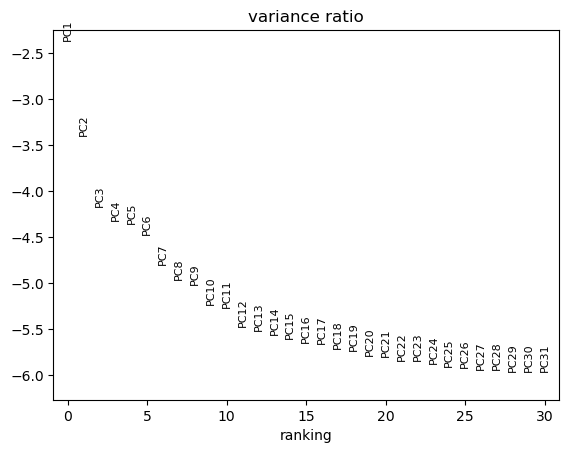 variance ratio
−2.5
−3.0
−3.5
−4.0
−4.5
−5.0
−5.5
−6.0
PC1
PC2
PC3
PC4
PC5
PC6
PC7
PC8
PC9
PC10
PC11
PC12
PC13
PC14
PC15
PC16
PC17
PC18
PC19
PC20
PC21
PC22
PC23
PC24
PC25
PC26
PC27
PC28
PC29
PC30
PC31
0 5 10 15 20 25 30
ranking